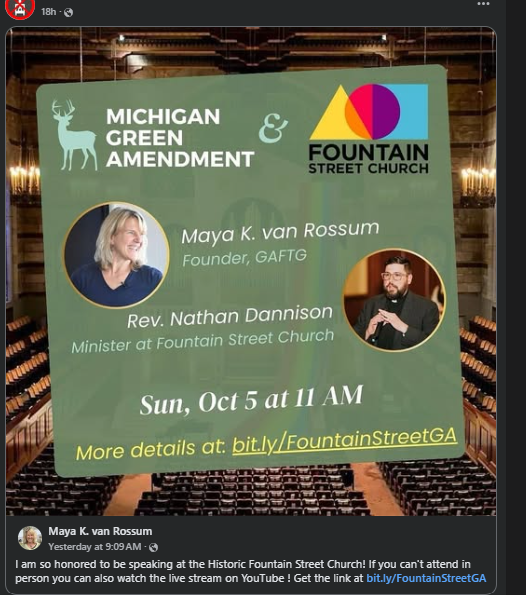 18h
MICHIGAN
GREEN
AMENDMENT
&
FOUNTAIN
STREET CHURCH
Maya K. van Rossum
Founder, GAFTG
Rev. Nathan Dannison
Minister at Fountain Street Church
Sun, Oct 5 at 11 AM
More details at: bit.ly/FountainStreetGA
Maya K. van Rossum
Yesterday at 9:09 AM ·
I am so honored to be speaking at the Historic Fountain Street Church! If you can't attend in
person you can also watch the live stream on YouTube ! Get the link at bit.ly/FountainStreetGA